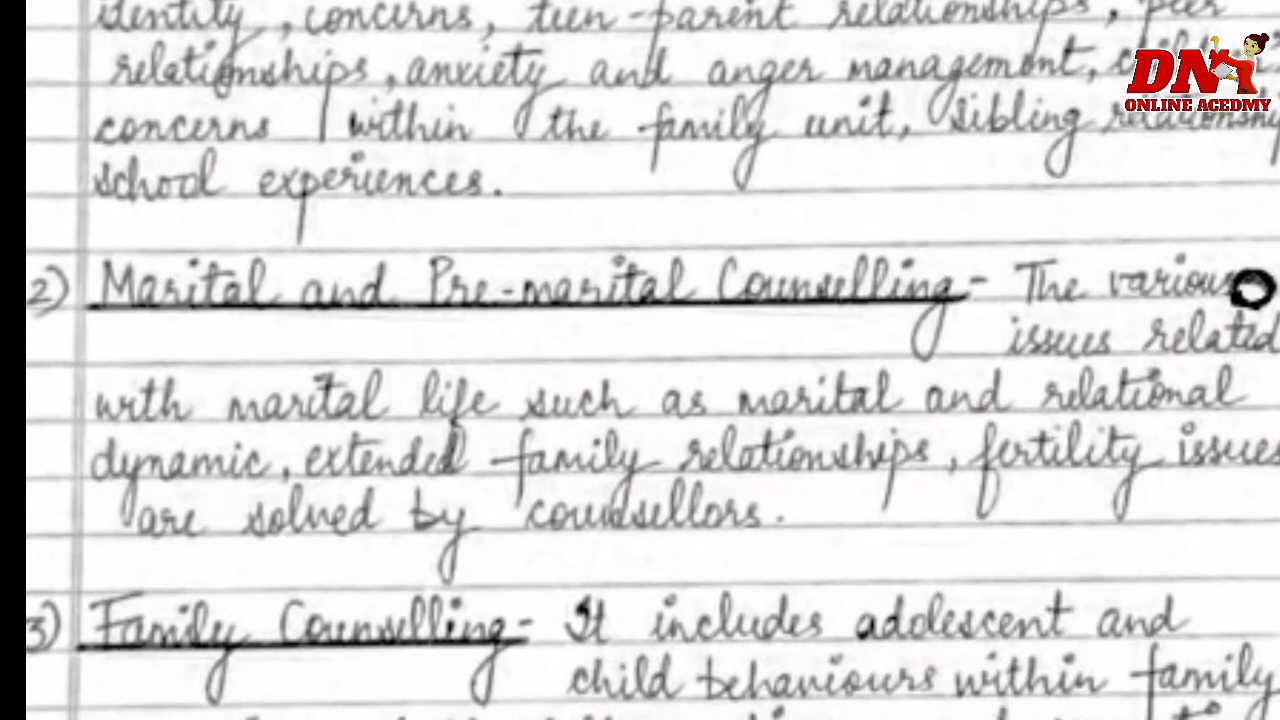 identity, concerns, teen-parent relationships, peer
relationships, anxiety and anger management,
concerns within the family unit, sibling relationship
school experiences.
2) Marital and Pre-marital Counselling- The various
issues related
with marital life such as marital and relational
dynamic, extended family relationships, fertility issues
are solved by counsellors.
3) Family Counselling- It includes adolescent and
child behaviours within family
DN
ONLINE ACEDMY